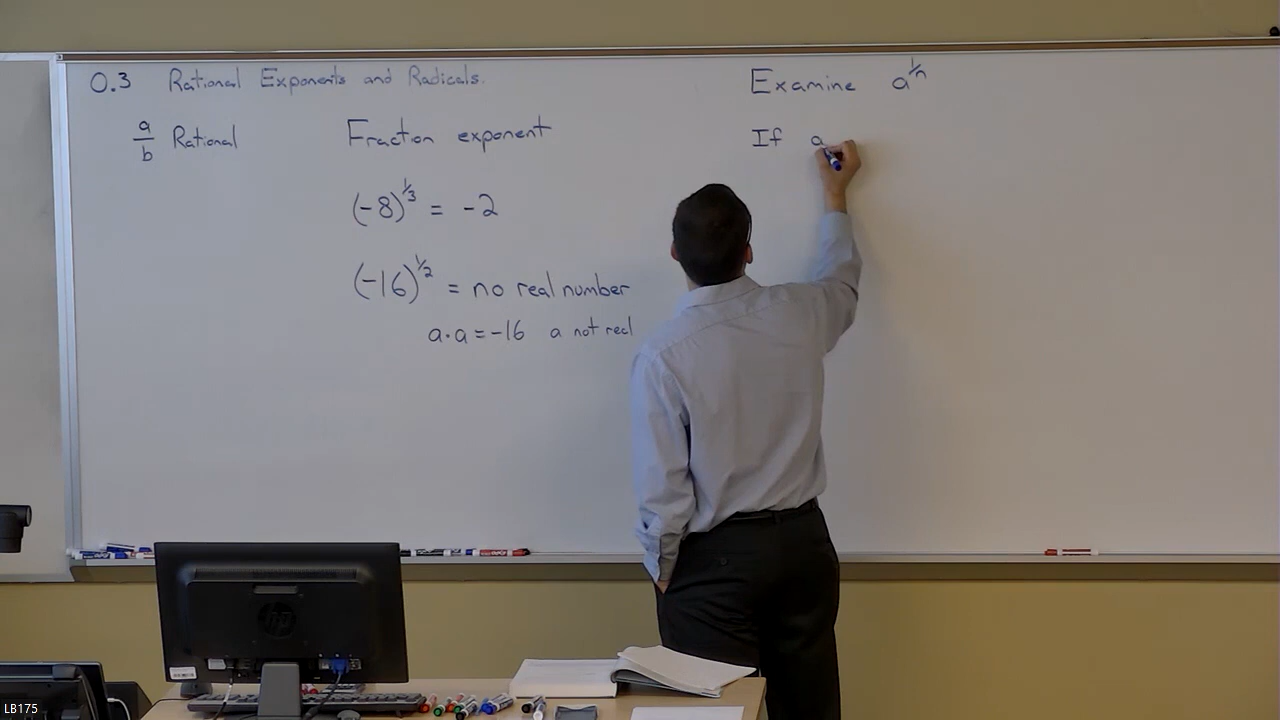 0.3 Rational Exponents and Radicals.
a/b Rational
Fraction exponent
(-8)^1/3 = -2
(-16)^1/2 = no real number
a·a = -16 a not real
Examine a^1/n
If a
hp
LB175